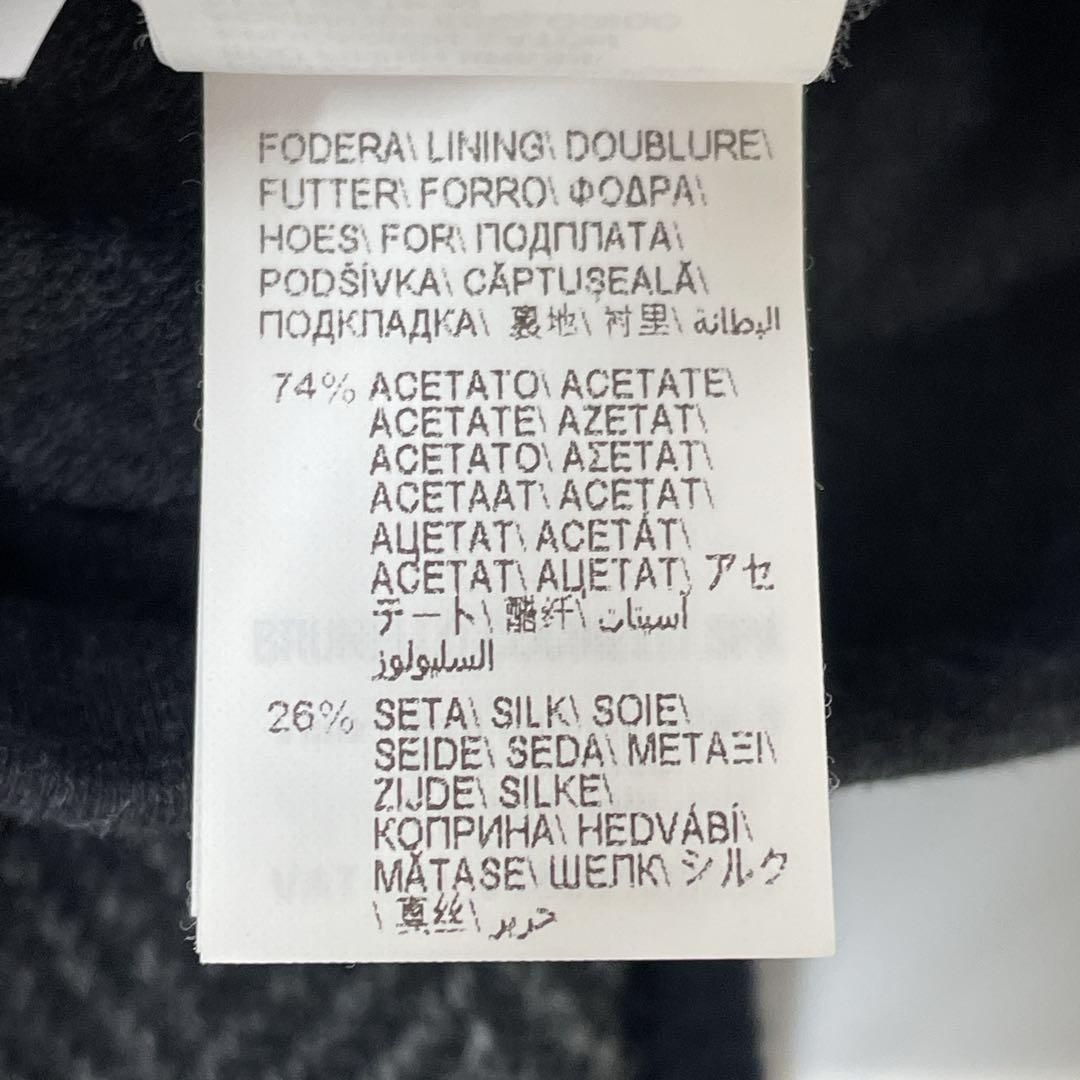 FODERA\ LINING\ DOUBLURE\
FUTTER\ FORRO\ ΦΟΔΡΑ\
HOES\ FOR\ ПОДПЛАТА\
PODŠÍVKA\ CĂPTUŞEALĂ\
ПОДКЛАДКА\ 裏地\ 衬里\ البطانة
74% ACETATO\ ACETATE\
ACETATE\ AZETAT\
ACETATO\ ΑΣΕΤΑΤ\
ACETAAT\ ACETAT\
АЦЕТАТ\ ACETÁT\
ACETAT\ АЦЕТАТ\ アセ
テート\ 醋纤\ أسيتات
السليولوز
26% SETA\ SILK\ SOIE\
SEIDE\ SEDA\ ΜΕΤΑΞΙ\
ZIJDE\ SILKE\
КОПРИНА\ HEDVÁBÍ\
MĂTASE\ ШЕЛК\ シルク
\ 真丝\ حرير